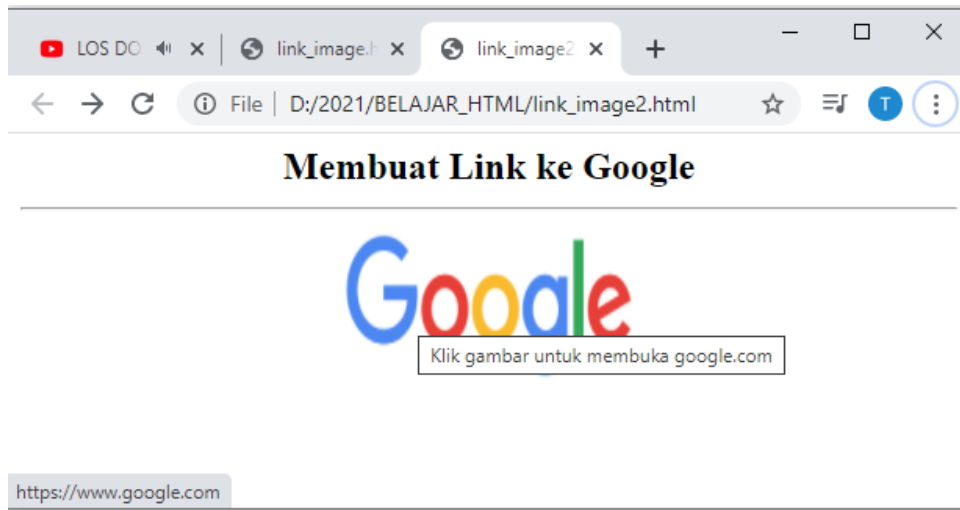 LOS DO
link_image.h
link_image2
File D:/2021/BELAJAR_HTML/link_image2.html
T
Membuat Link ke Google
Google
Klik gambar untuk membuka google.com
https://www.google.com